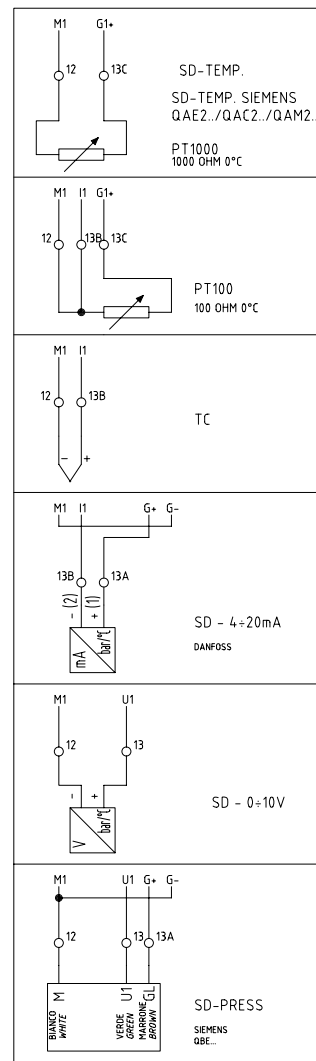 M1 G1+
12 13C
SD-TEMP.
SD-TEMP. SIEMENS
QAE2../QAC2../QAM2..
PT1000
1000 OHM 0°C
M1 I1 G1+
12 13B 13C
PT100
100 OHM 0°C
M1 I1
12 13B
TC
- +
M1 I1 G+ G-
13B 13A
- (2) + (1)
mA bar/°C
SD - 4÷20mA
DANFOSS
M1 U1
12 13
- +
V bar/°C
SD - 0÷10V
M1 U1 G+ G-
12 13 13A
M U1 GL
BIANCO
WHITE
VERDE
GREEN
MARRONE
BROWN
SD-PRESS
SIEMENS
QBE...